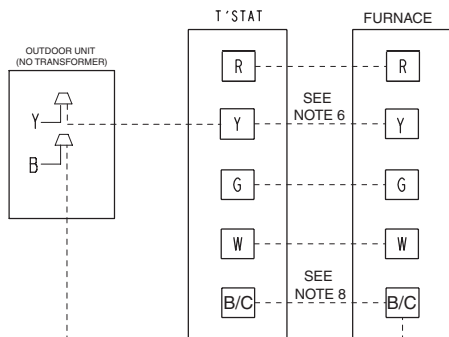 T'STAT
FURNACE
OUTDOOR UNIT
(NO TRANSFORMER)
R
R
SEE
NOTE 6
Y
Y
Y
B
G
G
W
W
SEE
NOTE 8
B/C
B/C